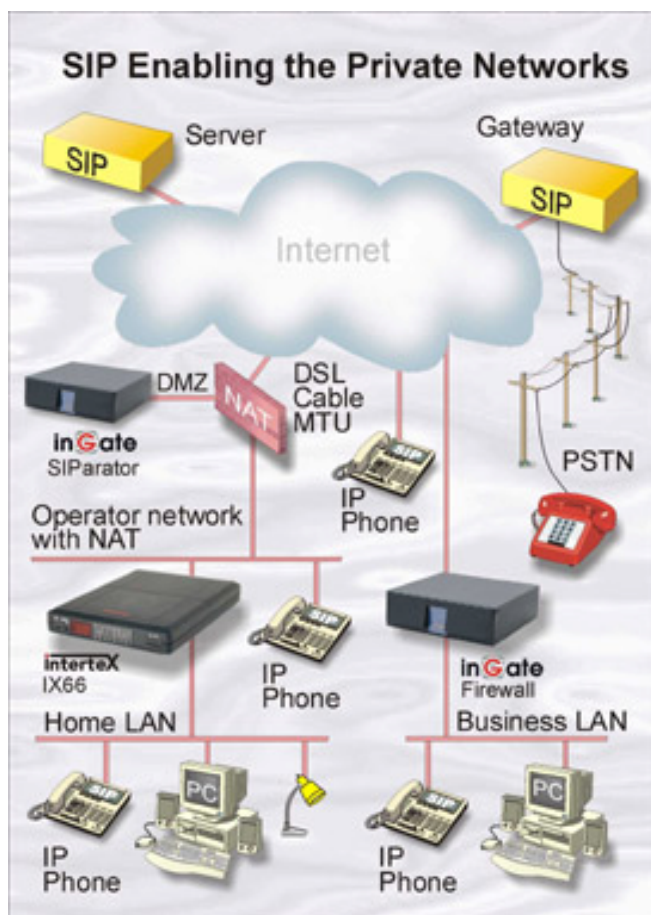 SIP Enabling the Private Networks
Server
Gateway
SIP
SIP
Internet
DMZ
NAT
DSL
Cable
MTU
inGate
SIParator
SIP
IP
Phone
PSTN
Operator network
with NAT
interteX
IX66
SIP
IP
Phone
inGate
Firewall
Home LAN
Business LAN
SIP
PC
SIP
PC
IP
Phone
IP
Phone